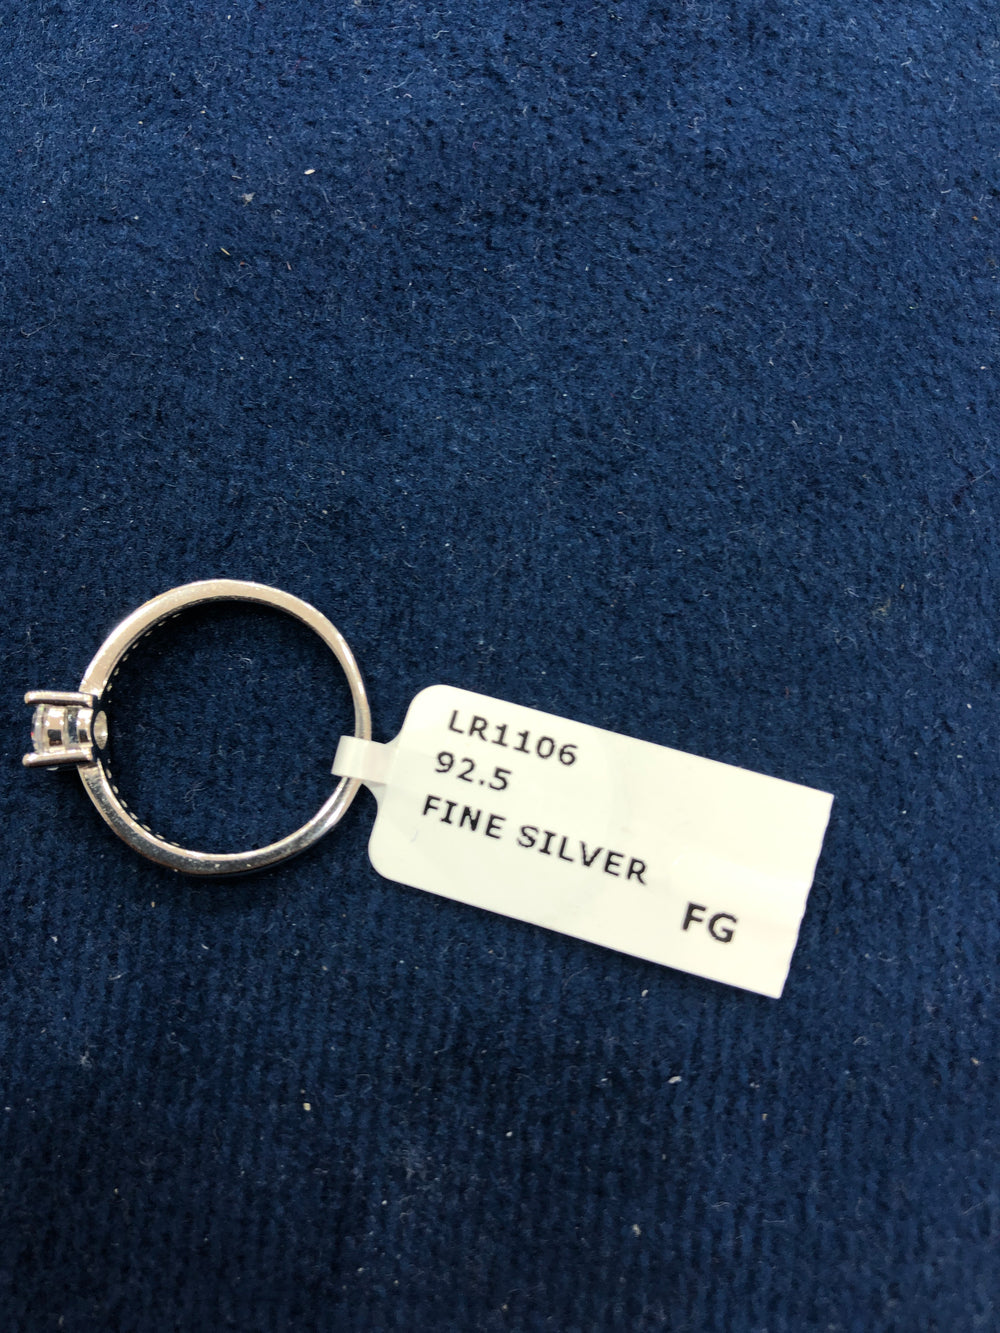 LR1106
92.5
FINE SILVER
FG